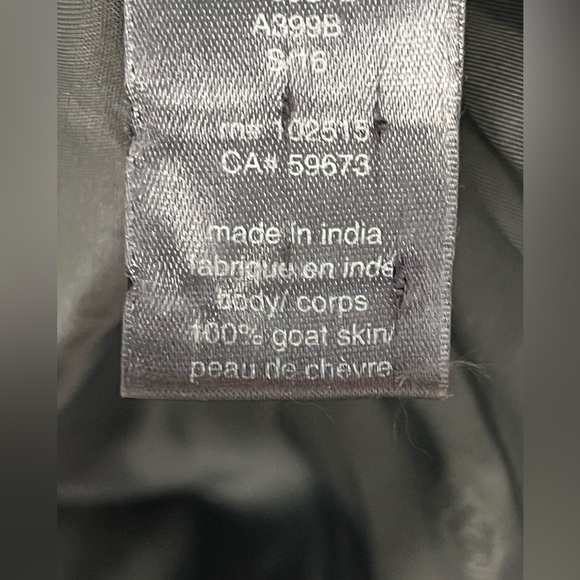 A399B
S/16
rn# 102515
CA# 59673
made in india
fabriqué en inde
body/ corps
100% goat skin/
peau de chèvre